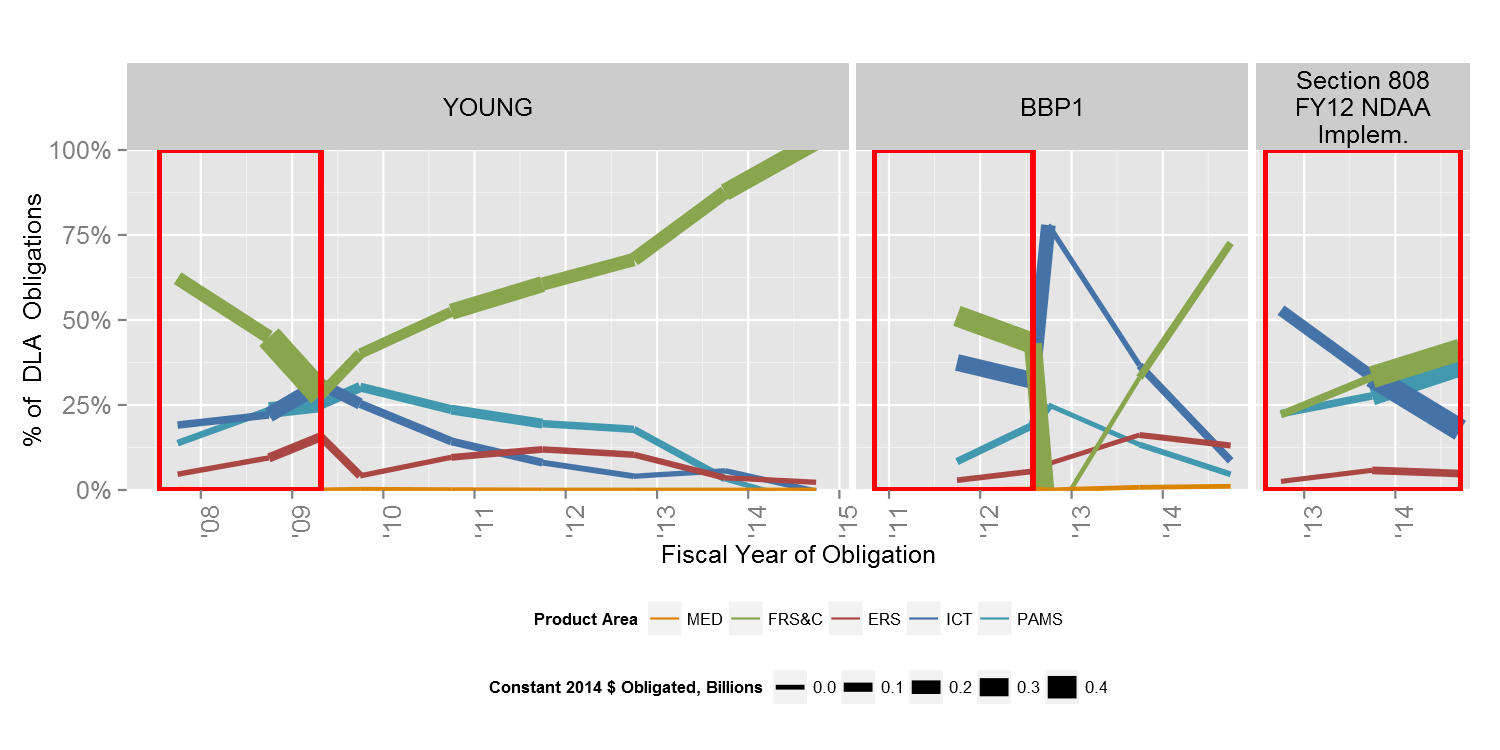 YOUNG
BBP1
Section 808
FY12 NDAA
Implem.
% of DLA Obligations
100%
75%
50%
25%
0%
'08
'09
'10
'11
'12
'13
'14
'15
'11
'12
'13
'14
'13
'14
Fiscal Year of Obligation
Product Area MED FRS&C ERS ICT PAMS
Constant 2014 $ Obligated, Billions 0.0 0.1 0.2 0.3 0.4